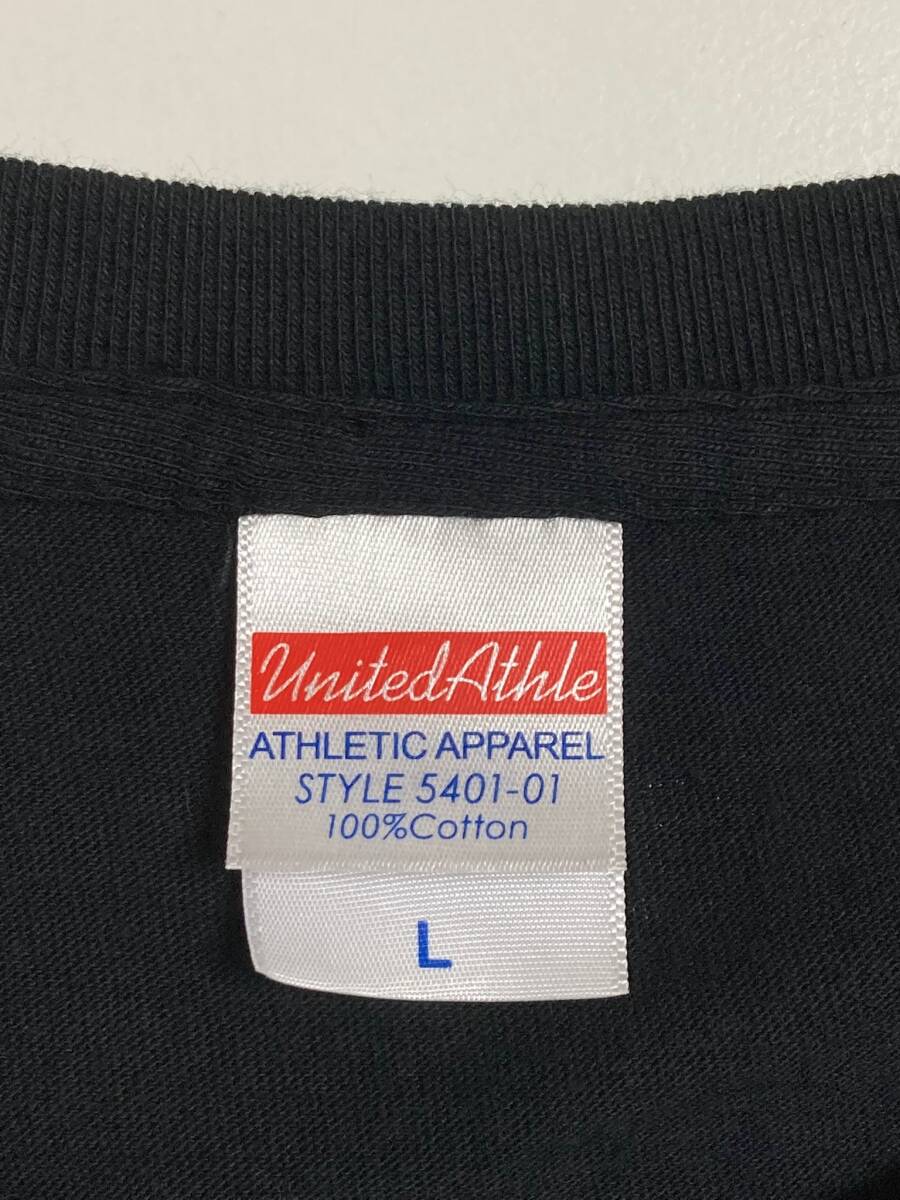 UnitedAthle
ATHLETIC APPAREL
STYLE 5401-01
100%Cotton
L